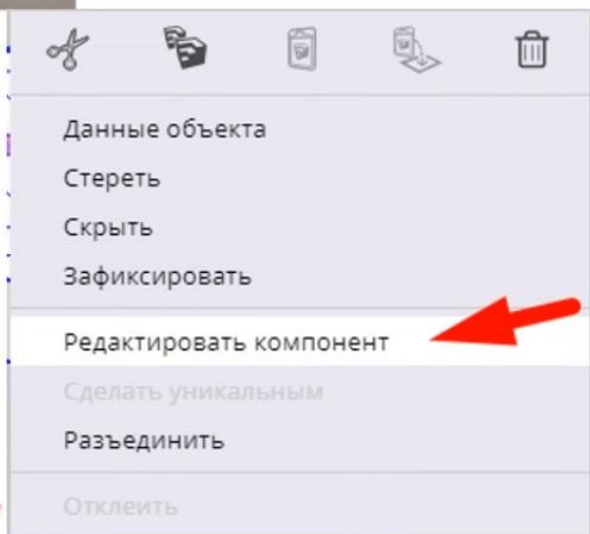 Данные объекта
Стереть
Скрыть
Зафиксировать
Редактировать компонент
Сделать уникальным
Разъединить
Отклеить